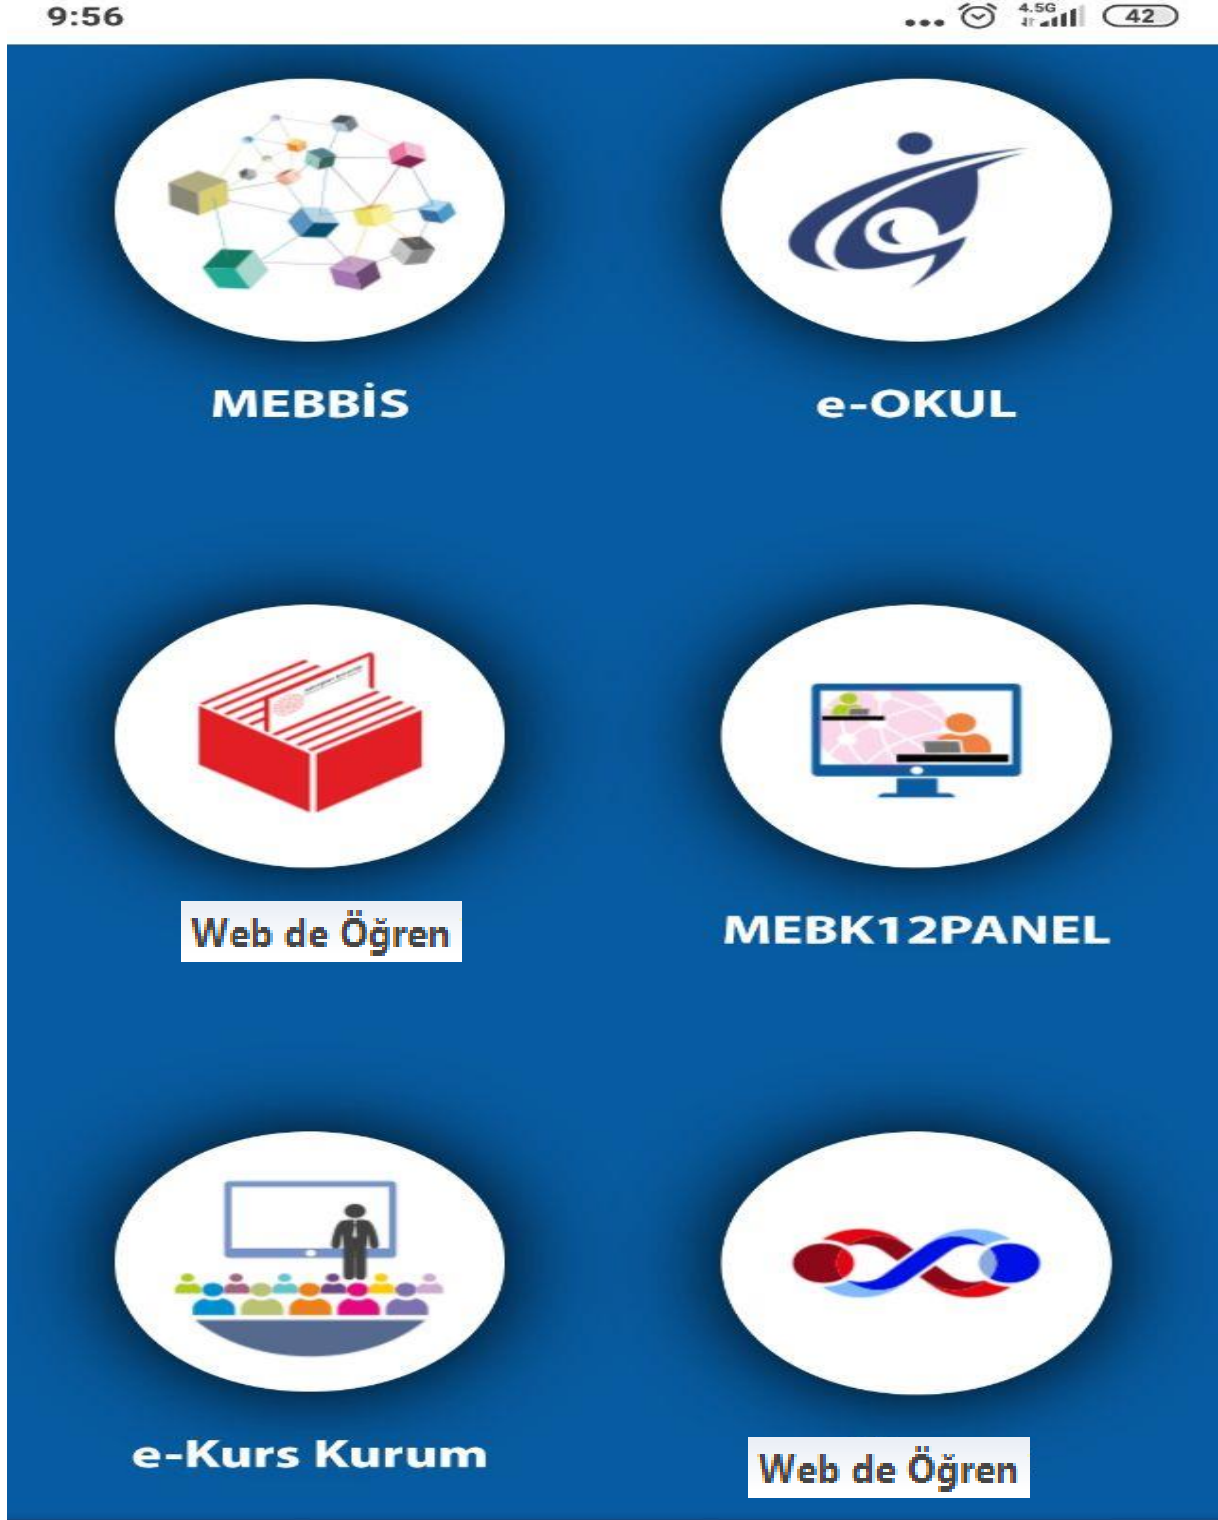 9:56
4.5G
42
MEBBİS
e-OKUL
Web de Öğren
MEBK12PANEL
e-Kurs Kurum
Web de Öğren